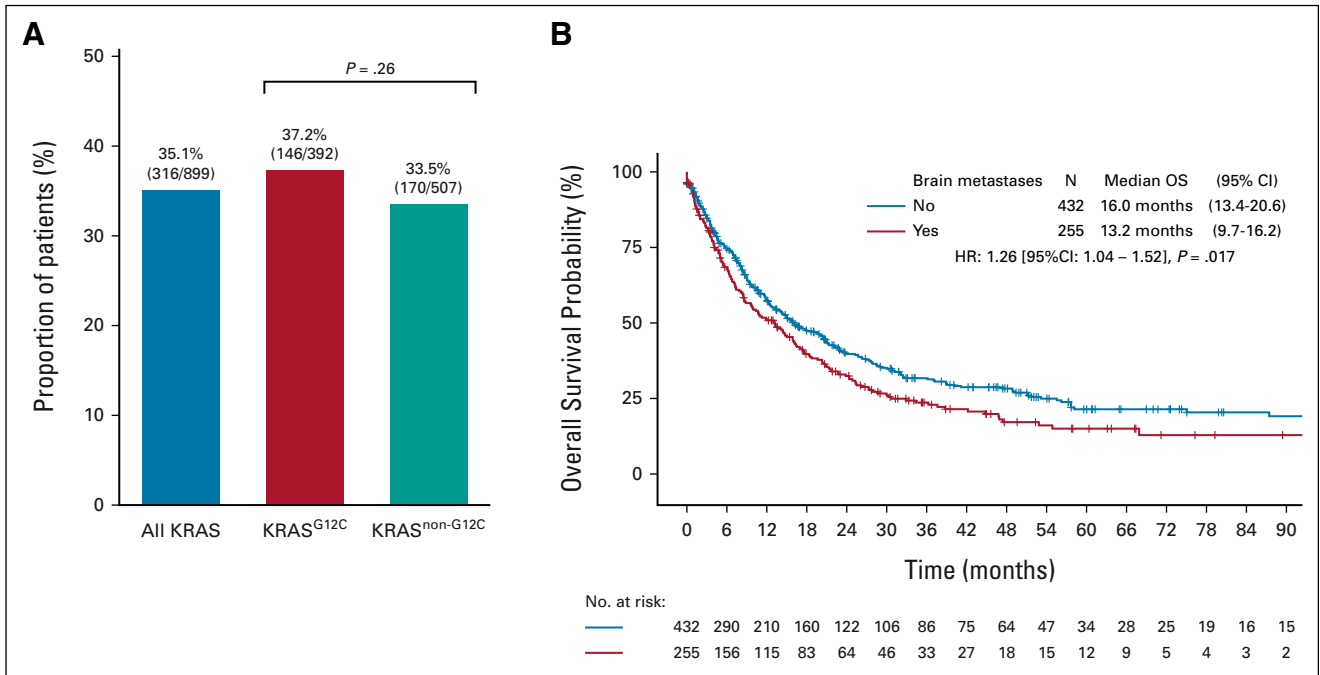 A
Proportion of patients (%)
50
40
30
20
10
0
P = .26
35.1%
(316/899)
37.2%
(146/392)
33.5%
(170/507)
All KRAS
KRASG12C
KRASnon-G12C
B
Overall Survival Probability (%)
100
75
50
25
0
Brain metastases N Median OS (95% CI)
No 432 16.0 months (13.4-20.6)
Yes 255 13.2 months (9.7-16.2)
HR: 1.26 [95%CI: 1.04 – 1.52], P = .017
0 6 12 18 24 30 36 42 48 54 60 66 72 78 84 90
Time (months)
No. at risk:
432 290 210 160 122 106 86 75 64 47 34 28 25 19 16 15
255 156 115 83 64 46 33 27 18 15 12 9 5 4 3 2